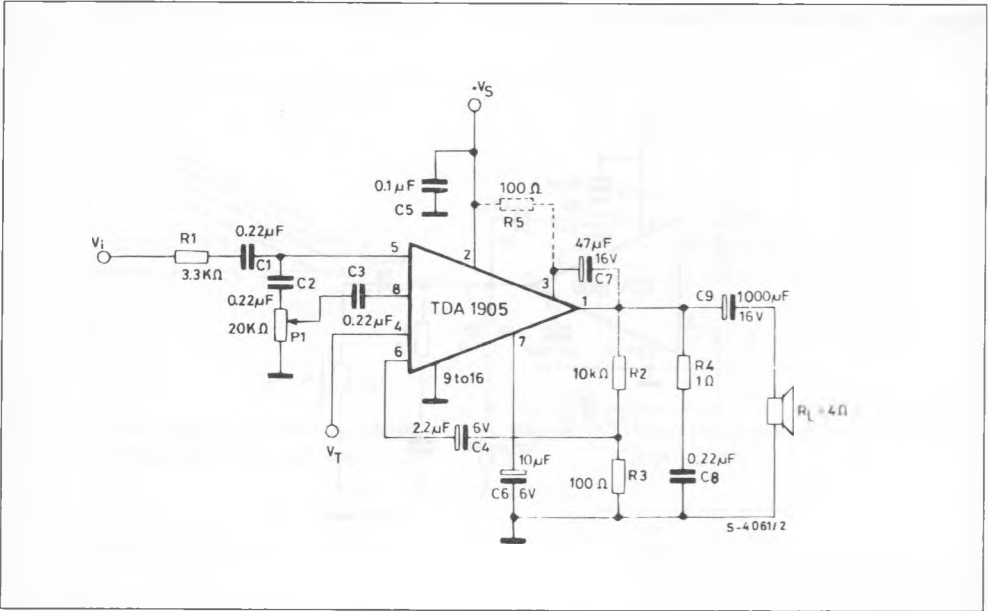 +VS
0.1μF
C5
100 Ω
R5
47μF
16V
C7
Vi
R1
3.3KΩ
0.22μF
C1
C2
0.22μF
20KΩ
P1
C3
0.22μF
5
8
4
6
2
3
1
7
TDA 1905
9 to 16
VT
2.2μF
6V
C4
10μF
C6
6V
10kΩ
R2
100Ω
R3
R4
1Ω
0.22μF
C8
C9
1000μF
16V
RL=4Ω
S-4061/2